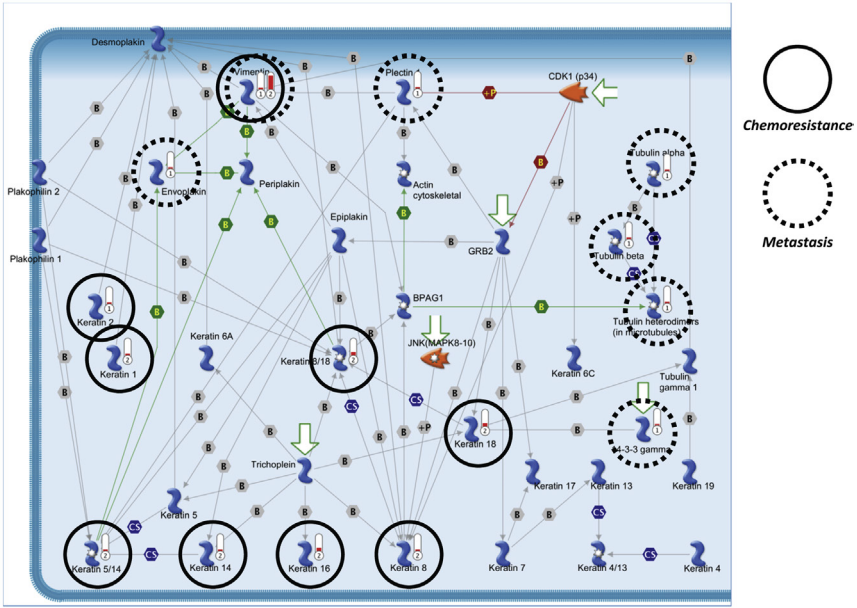 Desmoplakin
Vimentin
Plectin 1
CDK1 (p34)
Chemoresistance
Plakophilin 2
Envoplakin
Periplakin
Actin
cytoskeletal
Tubulin alpha
Metastasis
Plakophilin 1
Epiplakin
GRB2
Tubulin beta
Keratin 2
BPAG1
Tubulin heterodimers
(in microtubules)
Keratin 1
Keratin 6A
Keratin 8/18
JNK(MAPK8-10)
Keratin 6C
Tubulin
gamma 1
Keratin 18
14-3-3 gamma
Trichoplein
Keratin 5
Keratin 17
Keratin 13
Keratin 19
Keratin 5/14
Keratin 14
Keratin 16
Keratin 8
Keratin 7
Keratin 4/13
Keratin 4
B
+P
CS
1
2